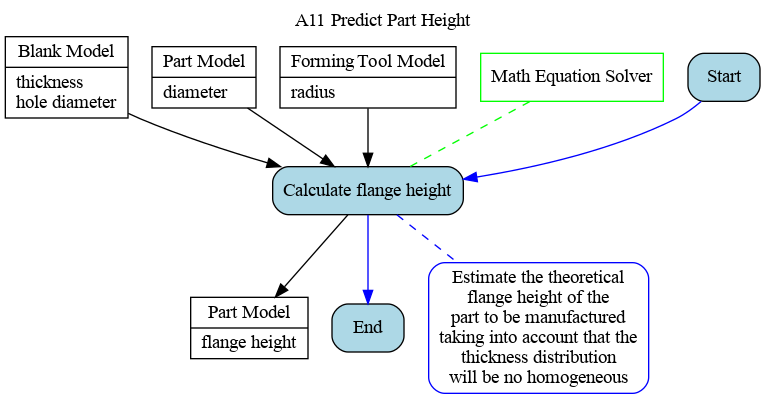 A11 Predict Part Height
Blank Model
thickness
hole diameter
Part Model
diameter
Forming Tool Model
radius
Math Equation Solver
Start
Calculate flange height
Part Model
flange height
End
Estimate the theoretical
flange height of the
part to be manufactured
taking into account that the
thickness distribution
will be no homogeneous